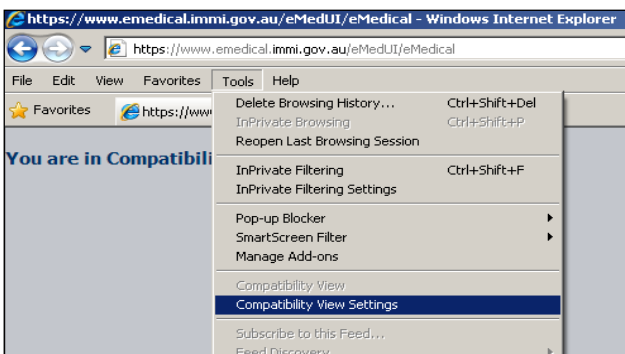 https://www.emedical.immi.gov.au/eMedUI/eMedical - Windows Internet Explorer
https://www.emedical.immi.gov.au/eMedUI/eMedical
File Edit View Favorites Tools Help
Favorites https://www
Delete Browsing History... Ctrl+Shift+Del
InPrivate Browsing Ctrl+Shift+P
Reopen Last Browsing Session
You are in Compatibili
InPrivate Filtering Ctrl+Shift+F
InPrivate Filtering Settings
Pop-up Blocker
SmartScreen Filter
Manage Add-ons
Compatibility View
Compatibility View Settings
Subscribe to this Feed...
Feed Discovery